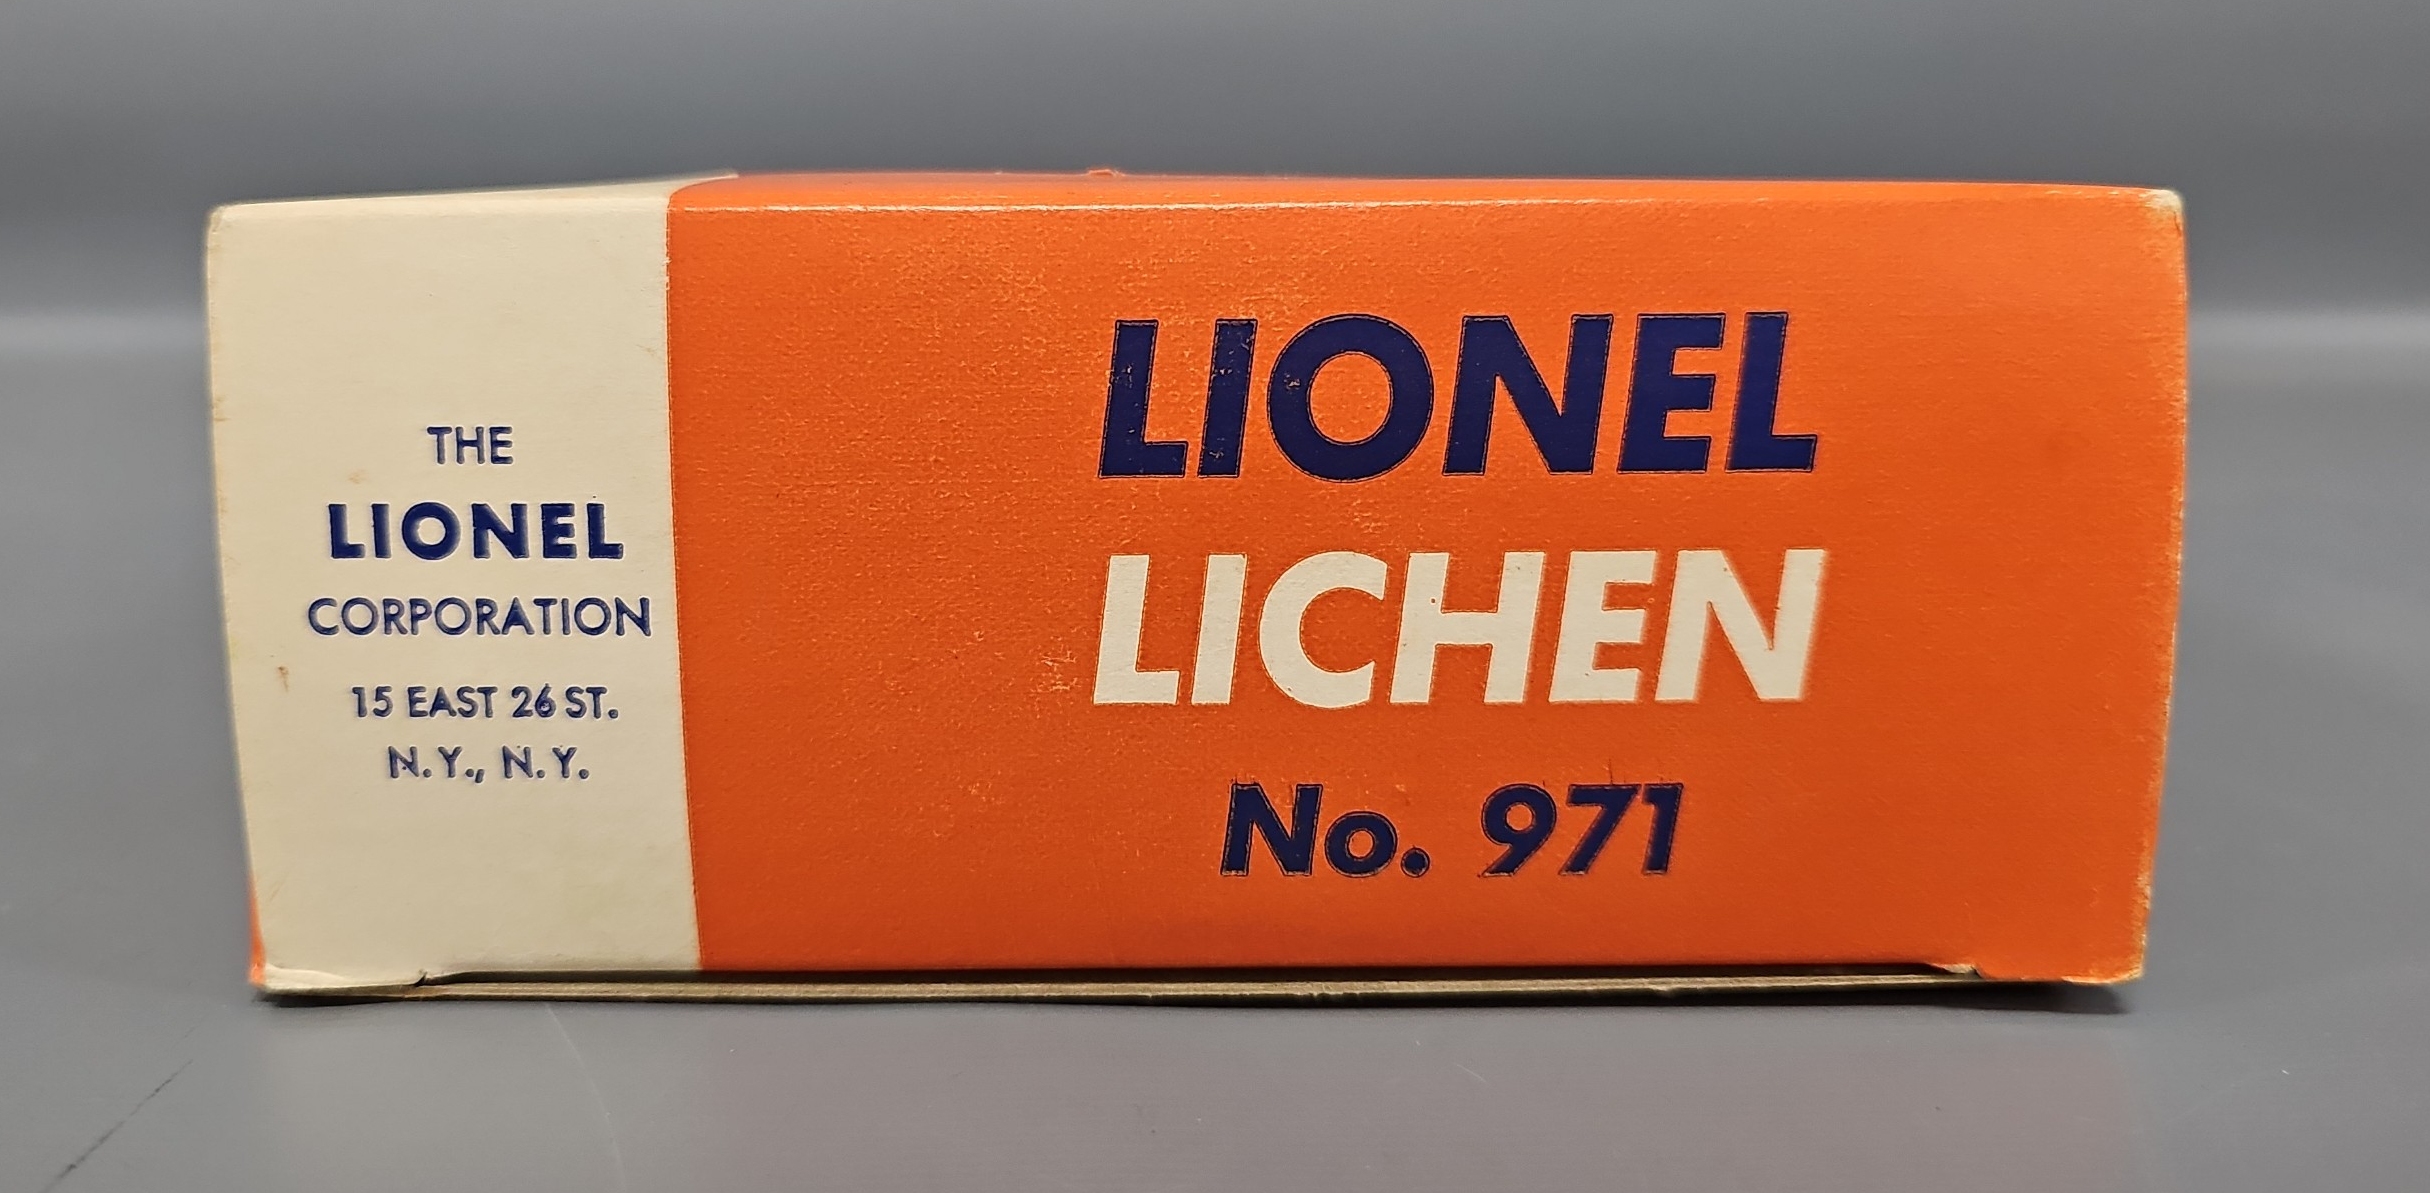 THE
LIONEL
CORPORATION
15 EAST 26 ST.
N.Y., N.Y.
LIONEL
LICHEN
No. 971